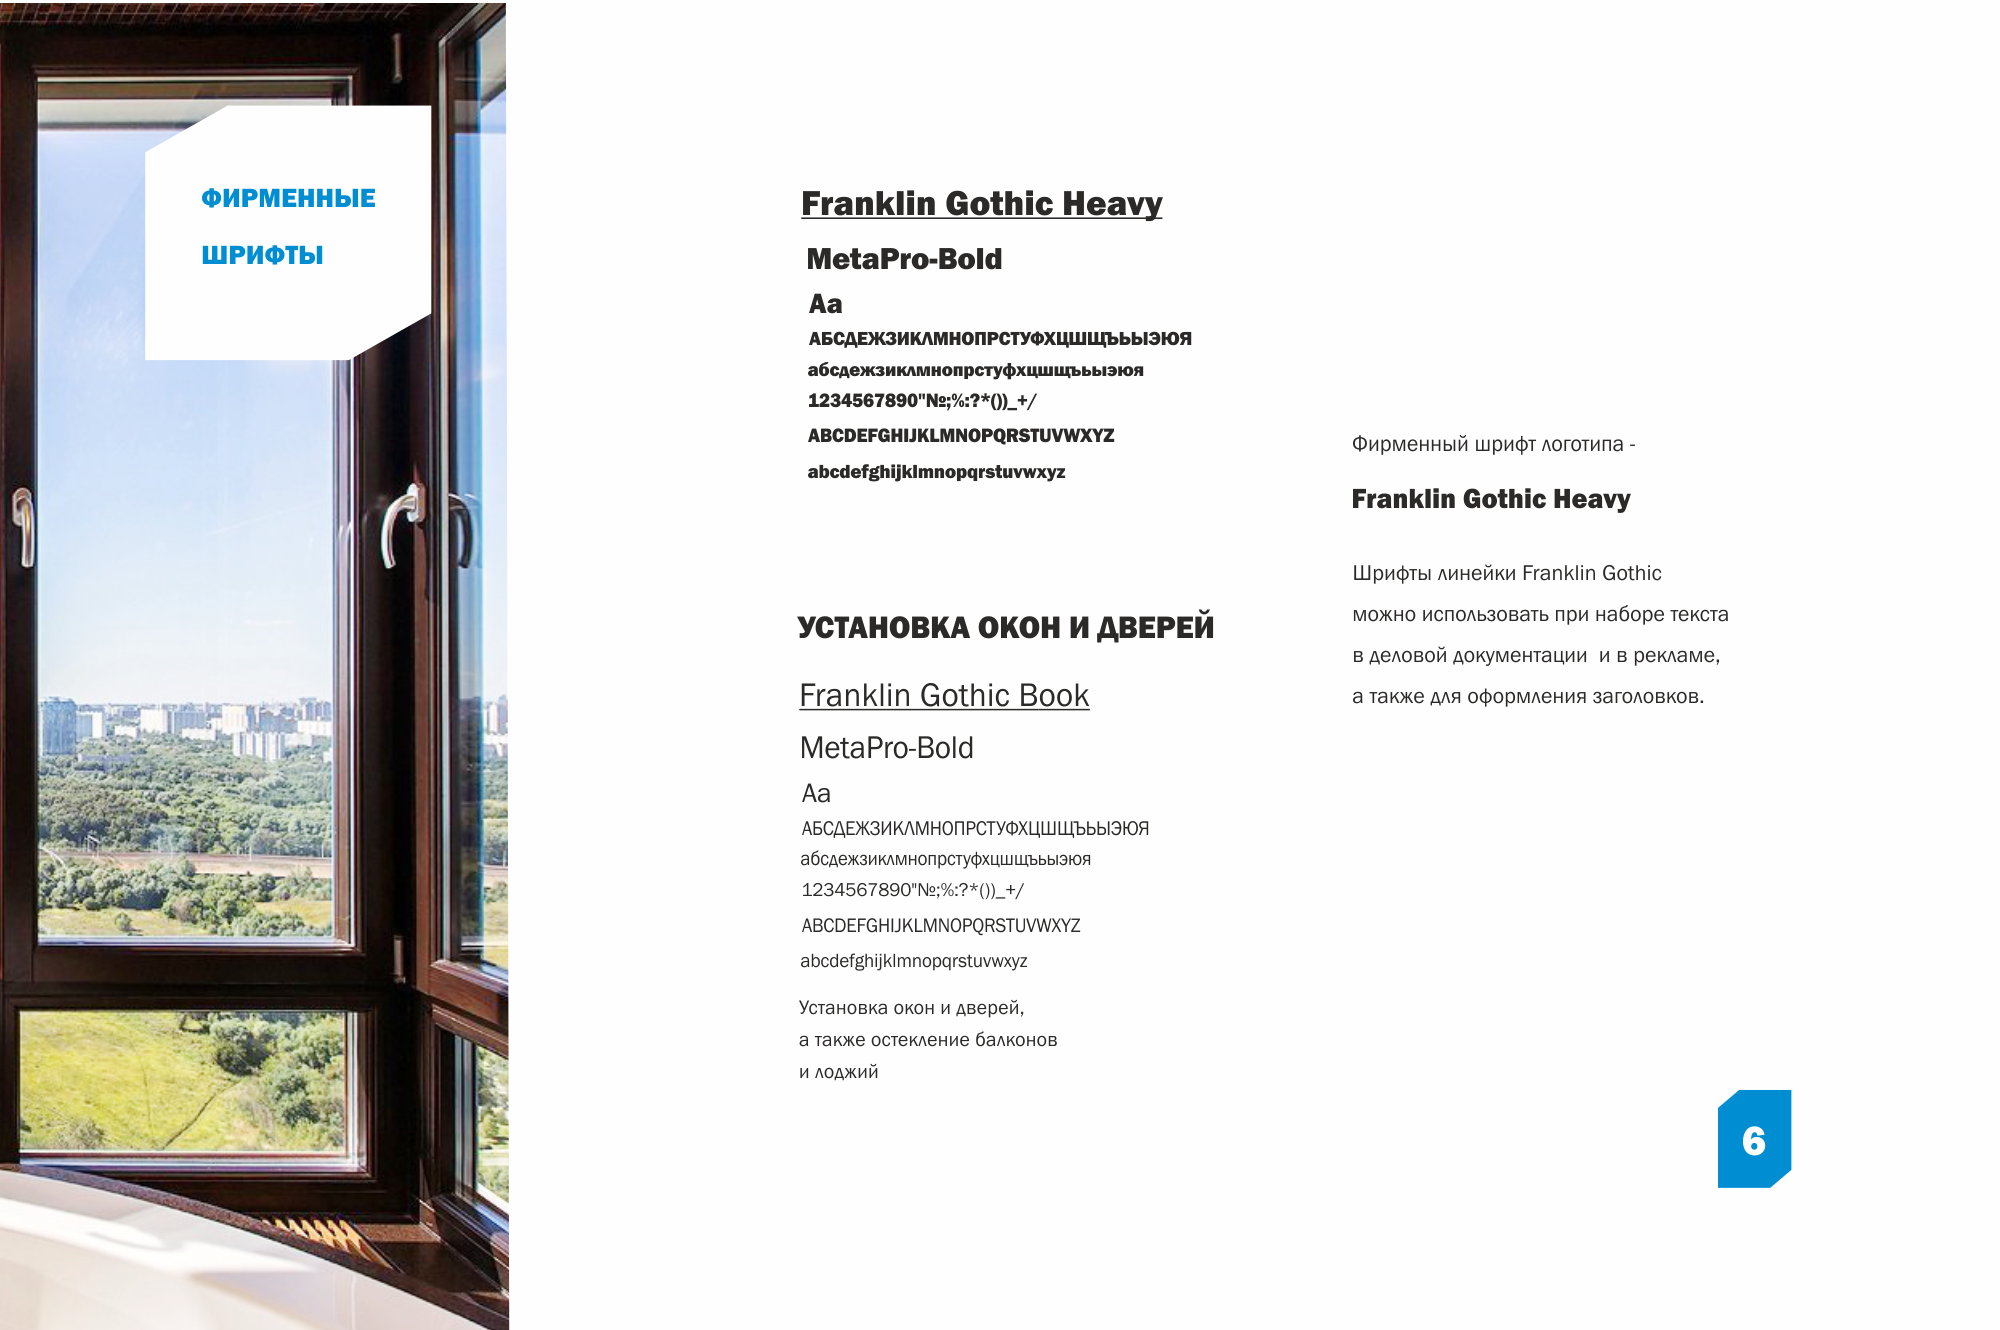 ФИРМЕННЫЕ
ШРИФТЫ
Franklin Gothic Heavy
MetaPro-Bold
Aa
АБСДЕЖЗИКЛМНОПРСТУФХЦШЩЪЬЫЭЮЯ
абсдежзиклмнопрстуфхцшщъьыэюя
1234567890"№;%:?*())_+/
ABCDEFGHIJKLMNOPQRSTUVWXYZ
abcdefghijklmnopqrstuvwxyz
УСТАНОВКА ОКОН И ДВЕРЕЙ
Franklin Gothic Book
MetaPro-Bold
Aa
АБСДЕЖЗИКЛМНОПРСТУФХЦШЩЪЬЫЭЮЯ
абсдежзиклмнопрстуфхцшщъьыэюя
1234567890"№;%:?*())_+/
ABCDEFGHIJKLMNOPQRSTUVWXYZ
abcdefghijklmnopqrstuvwxyz
Установка окон и дверей,
а также остекление балконов
и лоджий
Фирменный шрифт логотипа -
Franklin Gothic Heavy
Шрифты линейки Franklin Gothic
можно использовать при наборе текста
в деловой документации  и в рекламе,
а также для оформления заголовков.
6